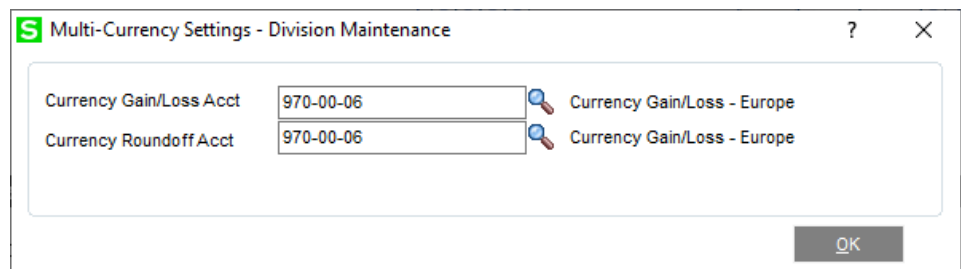 S Multi-Currency Settings - Division Maintenance ? X
Currency Gain/Loss Acct 970-00-06 Currency Gain/Loss - Europe
Currency Roundoff Acct 970-00-06 Currency Gain/Loss - Europe
OK